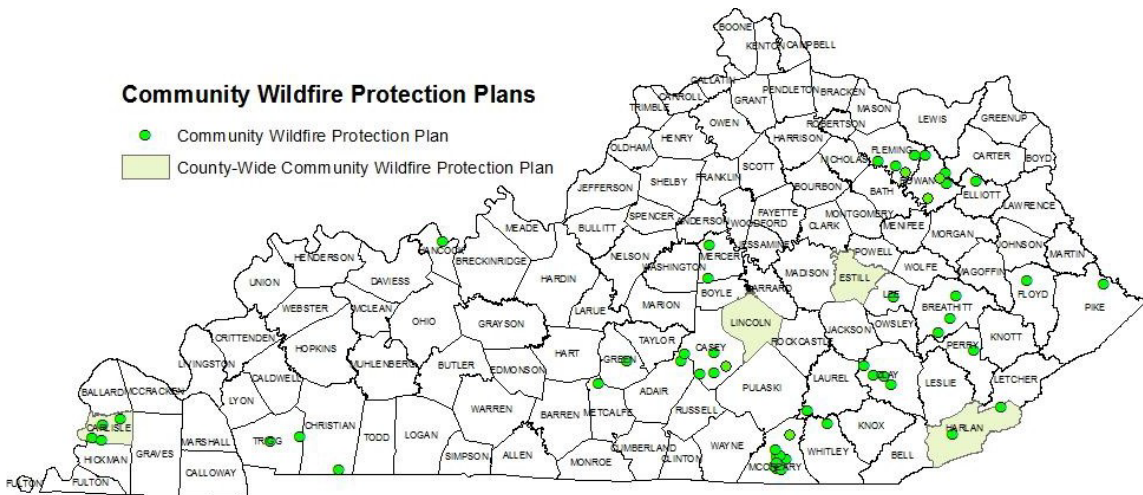 Community Wildfire Protection Plans
Community Wildfire Protection Plan
County-Wide Community Wildfire Protection Plan
BOONE
KENTON
CAMPBELL
GALLATIN
CARROLL
TRIMBLE
GRANT
PENDLETON
BRACKEN
MASON
LEWIS
GREENUP
OWEN
ROBERTSON
HENRY
HARRISON
OLDHAM
FLEMING
CARTER
BOYD
NICHOLAS
SCOTT
FRANKLIN
SHELBY
JEFFERSON
BOURBON
BATH
ROWAN
ELLIOTT
LAWRENCE
SPENCER
ANDERSON
WOODFORD
FAYETTE
CLARK
MONTGOMERY
MENIFEE
MORGAN
BULLITT
MEADE
HANCOCK
JESSAMINE
MERCER
NELSON
WASHINGTON
MADISON
POWELL
ESTILL
WOLFE
MAGOFFIN
JOHNSON
MARTIN
BRECKINRIDGE
HENDERSON
DAVIESS
UNION
HARDIN
BOYLE
GARRARD
LEE
FLOYD
PIKE
WEBSTER
MCLEAN
LARUE
MARION
BREATHITT
OHIO
GRAYSON
LINCOLN
JACKSON
OWSLEY
CRITTENDEN
TAYLOR
CASEY
ROCKCASTLE
KNOTT
PERRY
HOPKINS
MUHLENBERG
BUTLER
EDMONSON
HART
GREEN
LIVINGSTON
CALDWELL
LAUREL
CLAY
LESLIE
LETCHER
BALLARD
MCCRACKEN
ADAIR
PULASKI
LYON
WARREN
BARREN
METCALFE
RUSSELL
CARLISLE
CHRISTIAN
TRIGG
TODD
LOGAN
KNOX
HARLAN
MARSHALL
GRAVES
HICKMAN
SIMPSON
ALLEN
MONROE
CUMBERLAND
CLINTON
WAYNE
WHITLEY
BELL
MCCREARY
CALLOWAY
FULTON
FULTON